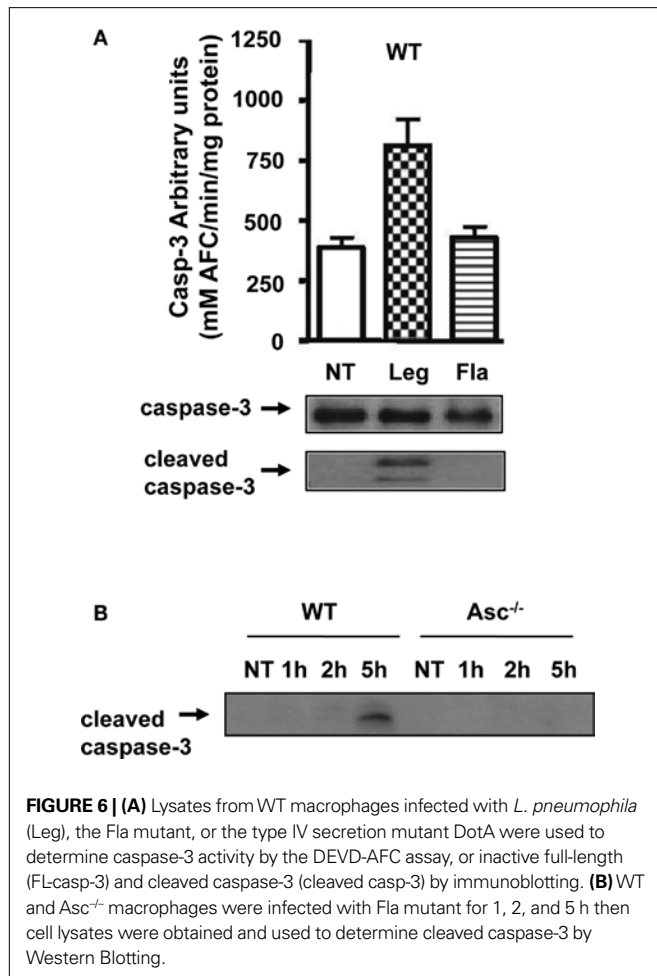 A
1250
WT
1000
750
500
250
0
Casp-3 Arbitrary units
(mM AFC/min/mg protein)
NT Leg Fla
caspase-3
cleaved
caspase-3
B
WT Asc-/-
NT 1h 2h 5h NT 1h 2h 5h
cleaved
caspase-3
FIGURE 6 | (A) Lysates from WT macrophages infected with L. pneumophila
(Leg), the Fla mutant, or the type IV secretion mutant DotA were used to
determine caspase-3 activity by the DEVD-AFC assay, or inactive full-length
(FL-casp-3) and cleaved caspase-3 (cleaved casp-3) by immunoblotting. (B) WT
and Asc–/– macrophages were infected with Fla mutant for 1, 2, and 5 h then
cell lysates were obtained and used to determine cleaved caspase-3 by
Western Blotting.